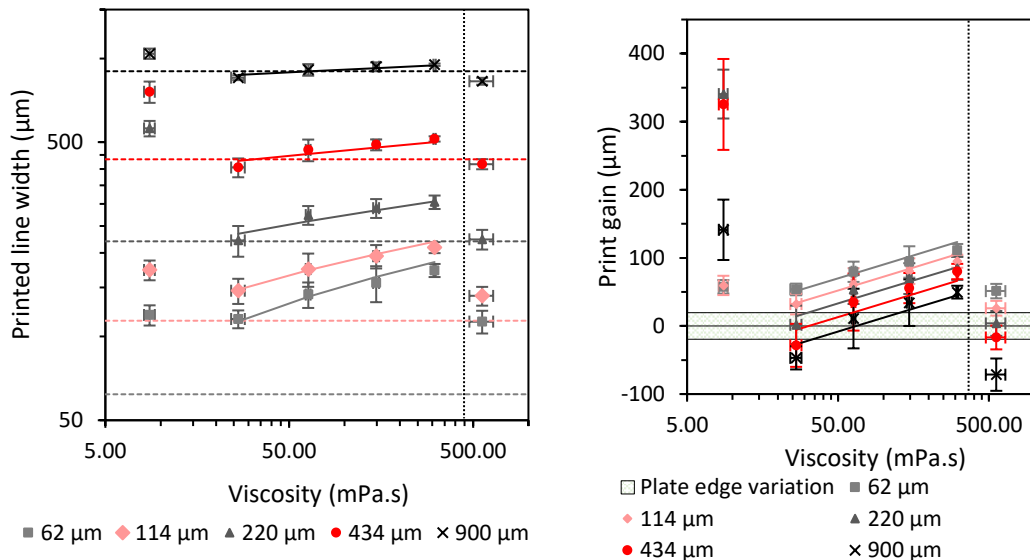 Printed line width (µm)
500
50
5.00
50.00
500.00
Viscosity (mPa.s)
62 µm
114 µm
220 µm
434 µm
900 µm
Print gain (µm)
400
300
200
100
0
-100
5.00
50.00
500.00
Viscosity (mPa.s)
Plate edge variation
62 µm
114 µm
220 µm
434 µm
900 µm